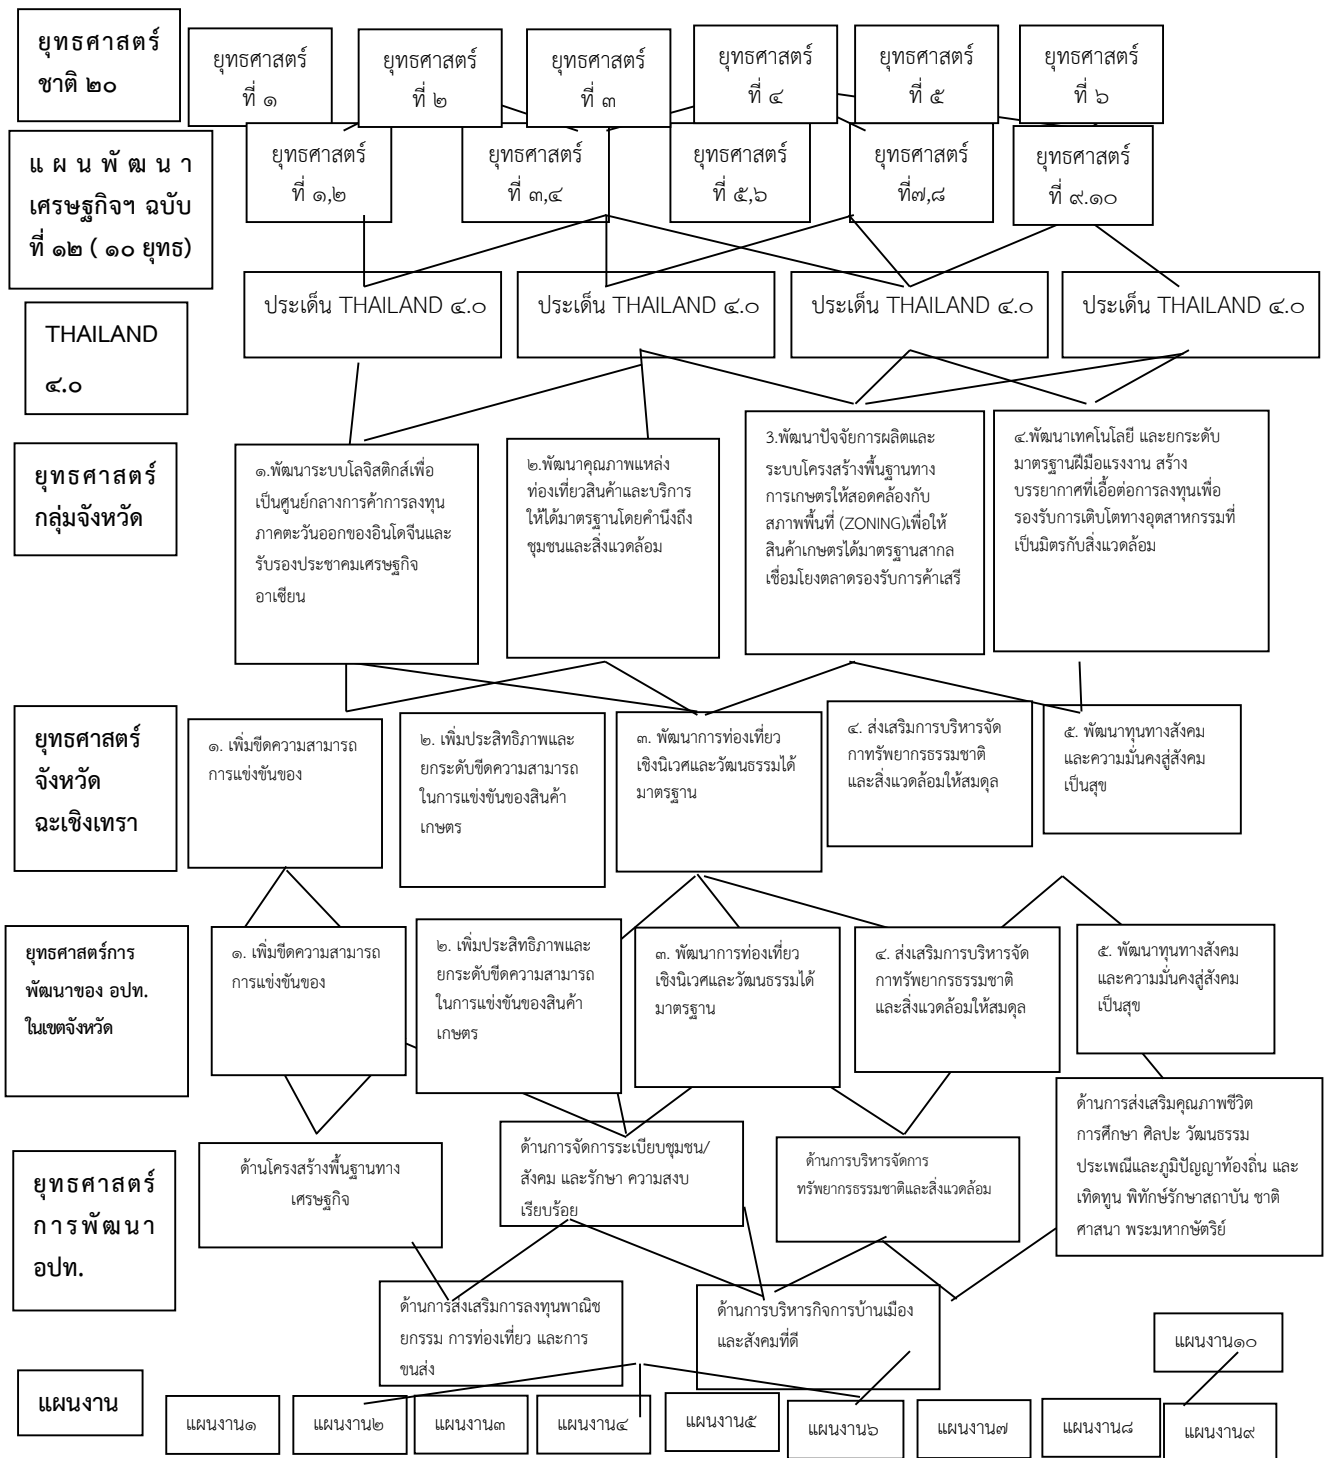 ยุทธศาสตร์
ชาติ ๒๐
ยุทธศาสตร์
ที่ ๑
ยุทธศาสตร์
ที่ ๒
ยุทธศาสตร์
ที่ ๓
ยุทธศาสตร์
ที่ ๔
ยุทธศาสตร์
ที่ ๕
ยุทธศาสตร์
ที่ ๖
แผนพัฒนา
เศรษฐกิจฯ ฉบับ
ที่ ๑๒ ( ๑๐ ยุทธ)
ยุทธศาสตร์
ที่ ๑,๒
ยุทธศาสตร์
ที่ ๓,๔
ยุทธศาสตร์
ที่ ๕,๖
ยุทธศาสตร์
ที่๗,๘
ยุทธศาสตร์
ที่ ๙.๑๐
THAILAND
๔.๐
ประเด็น THAILAND ๔.๐
ประเด็น THAILAND ๔.๐
ประเด็น THAILAND ๔.๐
ประเด็น THAILAND ๔.๐
ยุทธศาสตร์
กลุ่มจังหวัด
๑.พัฒนาระบบโลจิสติกส์เพื่อ
เป็นศูนย์กลางการค้าการลงทุน
ภาคตะวันออกของอินโดจีนและ
รับรองประชาคมเศรษฐกิจ
อาเซียน
๒.พัฒนาคุณภาพแหล่ง
ท่องเที่ยวสินค้าและบริการ
ให้ได้มาตรฐานโดยคำนึงถึง
ชุมชนและสิ่งแวดล้อม
3.พัฒนาปัจจัยการผลิตและ
ระบบโครงสร้างพื้นฐานทาง
การเกษตรให้สอดคล้องกับ
สภาพพื้นที่ (ZONING)เพื่อให้
สินค้าเกษตรได้มาตรฐานสากล
เชื่อมโยงตลาดรองรับการค้าเสรี
๔.พัฒนาเทคโนโลยี และยกระดับ
มาตรฐานฝีมือแรงงาน สร้าง
บรรยากาศที่เอื้อต่อการลงทุนเพื่อ
รองรับการเติบโตทางอุตสาหกรรมที่
เป็นมิตรกับสิ่งแวดล้อม
ยุทธศาสตร์
จังหวัด
ฉะเชิงเทรา
๑. เพิ่มขีดความสามารถ
การแข่งขันของ
๒. เพิ่มประสิทธิภาพและ
ยกระดับขีดความสามารถ
ในการแข่งขันของสินค้า
เกษตร
๓. พัฒนาการท่องเที่ยว
เชิงนิเวศและวัฒนธรรมได้
มาตรฐาน
๔. ส่งเสริมการบริหารจัด
กาทรัพยากรธรรมชาติ
และสิ่งแวดล้อมให้สมดุล
๕. พัฒนาทุนทางสังคม
และความมั่นคงสู่สังคม
เป็นสุข
ยุทธศาสตร์การ
พัฒนาของ อปท.
ในเขตจังหวัด
๑. เพิ่มขีดความสามารถ
การแข่งขันของ
๒. เพิ่มประสิทธิภาพและ
ยกระดับขีดความสามารถ
ในการแข่งขันของสินค้า
เกษตร
๓. พัฒนาการท่องเที่ยว
เชิงนิเวศและวัฒนธรรมได้
มาตรฐาน
๔. ส่งเสริมการบริหารจัด
กาทรัพยากรธรรมชาติ
และสิ่งแวดล้อมให้สมดุล
๕. พัฒนาทุนทางสังคม
และความมั่นคงสู่สังคม
เป็นสุข
ยุทธศาสตร์
การพัฒนา
อปท.
ด้านโครงสร้างพื้นฐานทาง
เศรษฐกิจ
ด้านการจัดการระเบียบชุมชน/
สังคม และรักษา ความสงบ
เรียบร้อย
ด้านการบริหารจัดการ
ทรัพยากรธรรมชาติและสิ่งแวดล้อม
ด้านการส่งเสริมคุณภาพชีวิต
การศึกษา ศิลปะ วัฒนธรรม
ประเพณีและภูมิปัญญาท้องถิ่น และ
เทิดทูน พิทักษ์รักษาสถาบัน ชาติ
ศาสนา พระมหากษัตริย์
ด้านการส่งเสริมการลงทุนพาณิช
ยกรรม การท่องเที่ยว และการ
ขนส่ง
ด้านการบริหารกิจการบ้านเมือง
และสังคมที่ดี
แผนงาน๑๐
แผนงาน
แผนงาน๑
แผนงาน๒
แผนงาน๓
แผนงาน๔
แผนงาน๕
แผนงาน๖
แผนงาน๗
แผนงาน๘
แผนงาน๙